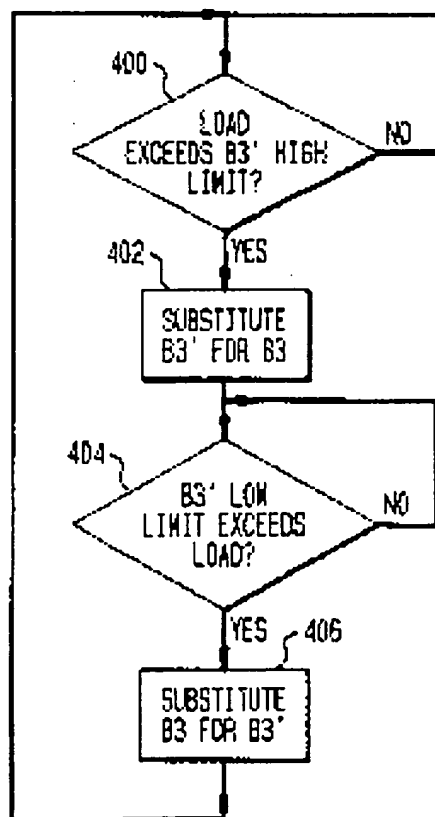 400
LOAD
EXCEEDS B3' HIGH
LIMIT?
NO
YES
402
SUBSTITUTE
B3' FOR B3
404
B3' LOW
LIMIT EXCEEDS
LOAD?
NO
YES
406
SUBSTITUTE
B3 FOR B3'